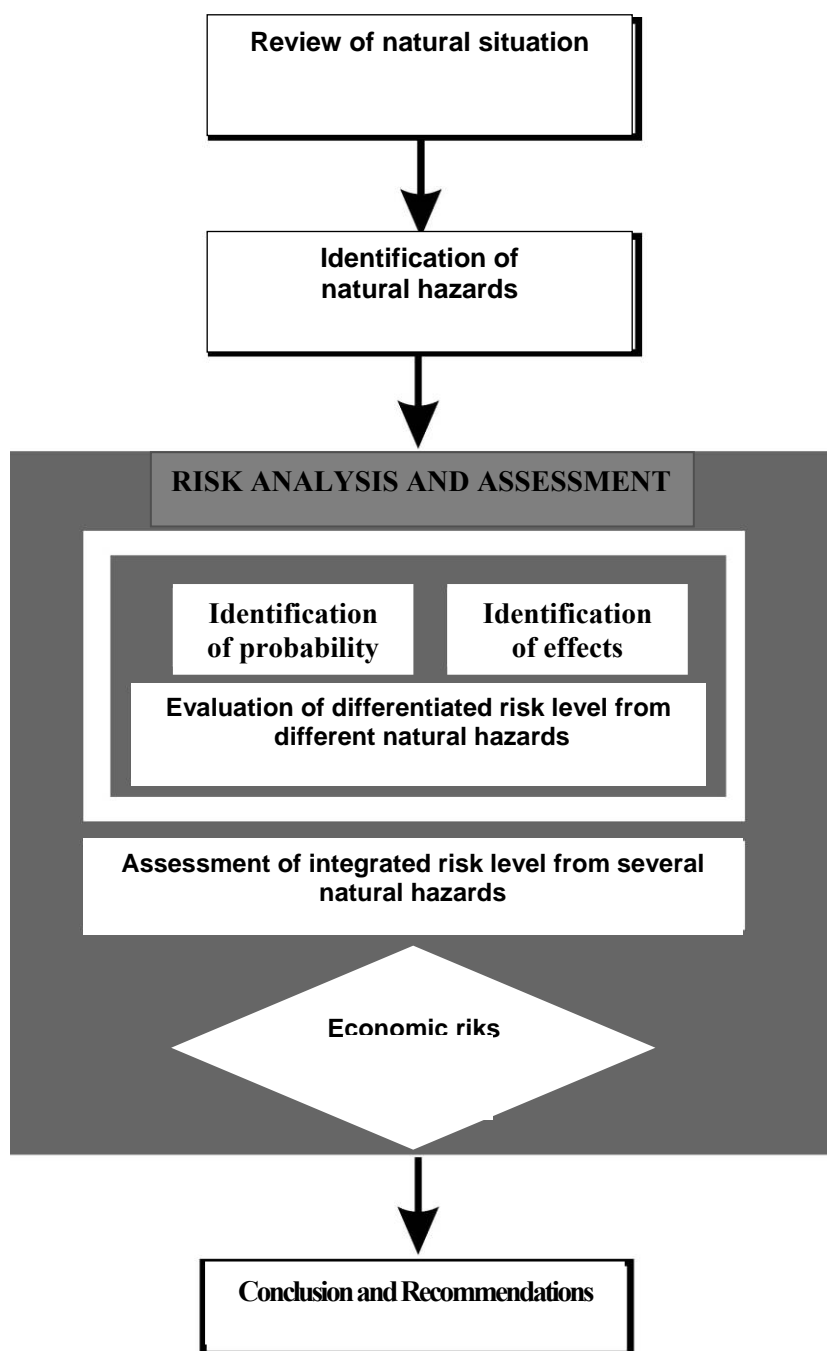 Review of natural situation
Identification of
natural hazards
RISK ANALYSIS AND ASSESSMENT
Identification
of probability
Identification
of effects
Evaluation of differentiated risk level from
different natural hazards
Assessment of integrated risk level from several
natural hazards
Economic riks
Conclusion and Recommendations